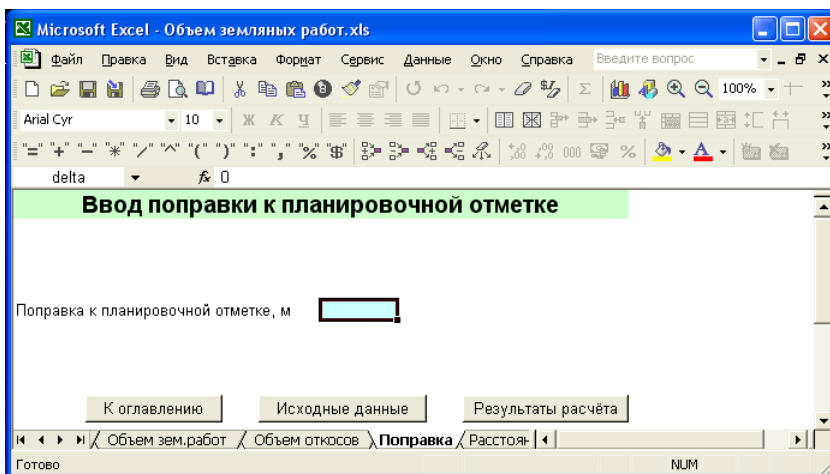 Microsoft Excel - Объем земляных работ.xls
Файл Правка Вид Вставка Формат Сервис Данные Окно Справка Введите вопрос
100%
Arial Cyr 10 Ж К Ч
"=" "+" "−" "*" "/" "^" "(" ")" ":" "," "%" "$" ,00 000 % A
delta fx 0
Ввод поправки к планировочной отметке
Поправка к планировочной отметке, м
К оглавлению Исходные данные Результаты расчёта
Объем зем.работ Объем откосов Поправка Расстоян
Готово NUM